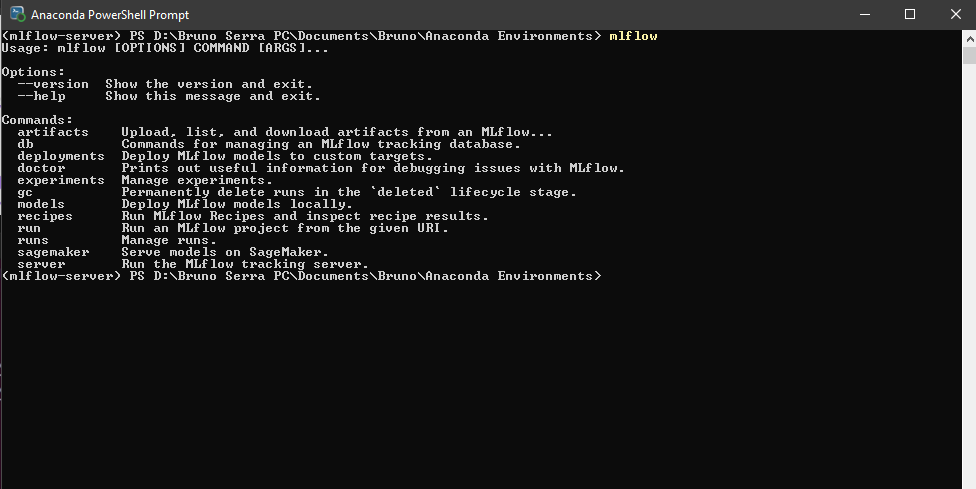 Anaconda PowerShell Prompt
(mlflow-server) PS D:\Bruno Serra PC\Documents\Bruno\Anaconda Environments> mlflow
Usage: mlflow [OPTIONS] COMMAND [ARGS]...

Options:
  --version  Show the version and exit.
  --help     Show this message and exit.

Commands:
  artifacts    Upload, list, and download artifacts from an MLflow...
  db           Commands for managing an MLflow tracking database.
  deployments  Deploy MLflow models to custom targets.
  doctor       Prints out useful information for debugging issues with MLflow.
  experiments  Manage experiments.
  gc           Permanently delete runs in the `deleted` lifecycle stage.
  models       Deploy MLflow models locally.
  recipes      Run MLflow Recipes and inspect recipe results.
  run          Run an MLflow project from the given URI.
  runs         Manage runs.
  sagemaker    Serve models on SageMaker.
  server       Run the MLflow tracking server.
(mlflow-server) PS D:\Bruno Serra PC\Documents\Bruno\Anaconda Environments>